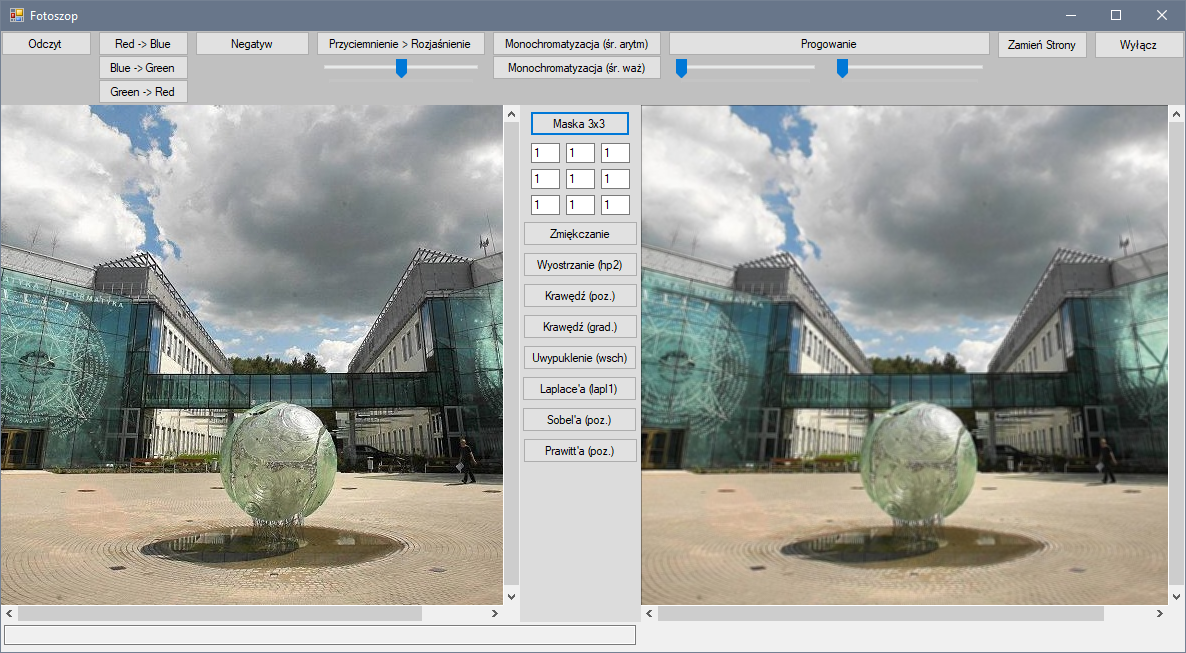 Fotoszop
Odczyt
Red -> Blue
Negatyw
Przyciemnienie > Rozjaśnienie
Monochromatyzacja (śr. arytm)
Progowanie
Zamień Strony
Wyłącz
Blue -> Green
Monochromatyzacja (śr. waż)
Green -> Red
Maska 3x3
1 1 1
1 1 1
1 1 1
Zmiękczanie
Wyostrzanie (hp2)
Krawędź (poz.)
Krawędź (grad.)
Uwypuklenie (wsch)
Laplace'a (lapl1)
Sobel'a (poz.)
Prawitt'a (poz.)
INFORMATYKA